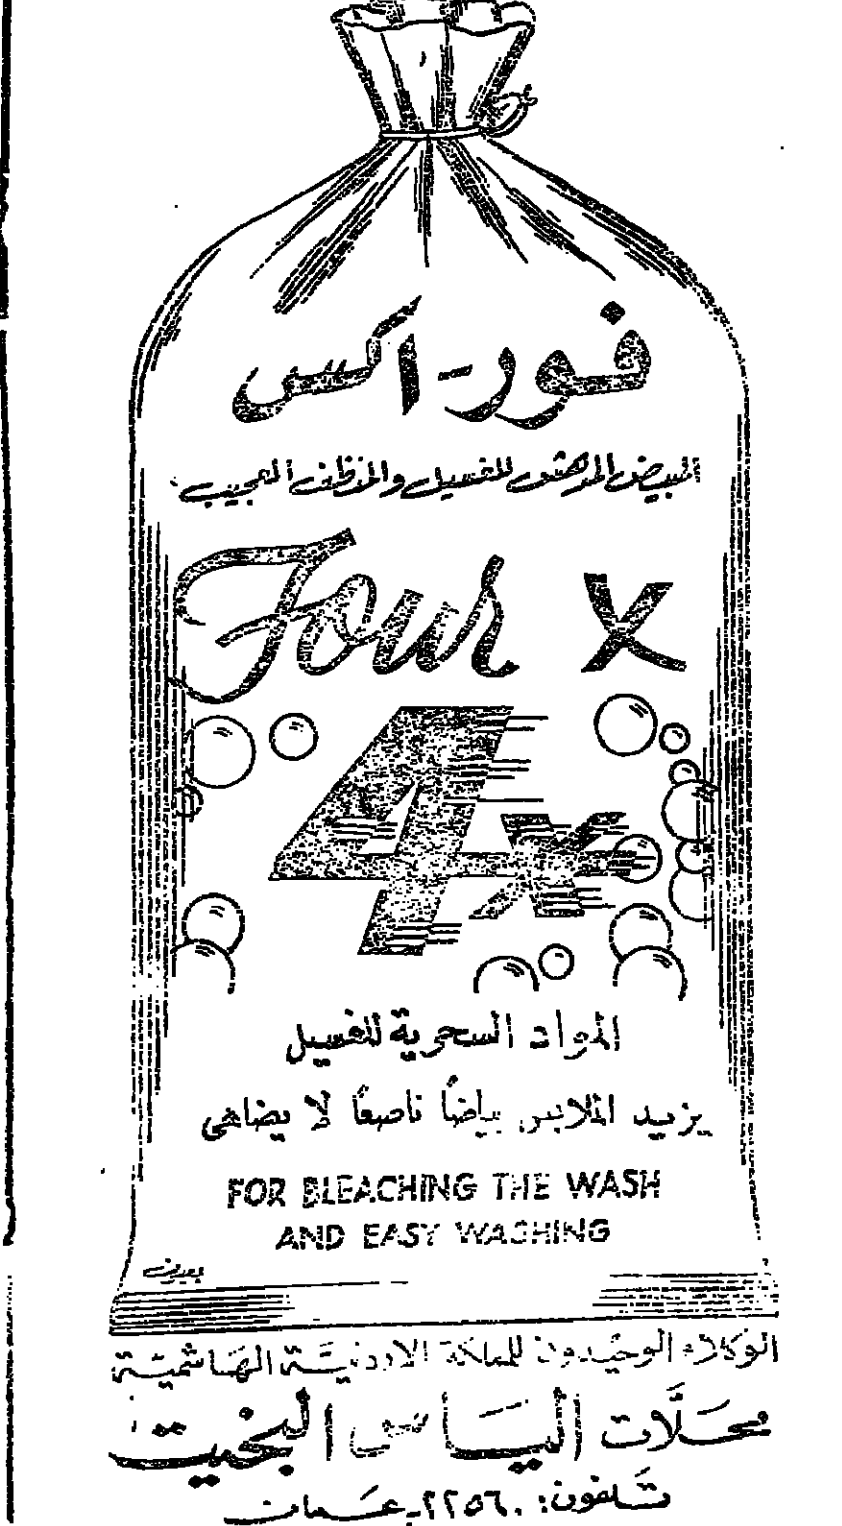 فور-اكس
المبيض المدهش للغسيل والمنظف العجيب
Four X
4x
المواد السحرية للغسيل
يزيد الملابس بياضاً ناصعاً لا يضاهى
FOR BLEACHING THE WASH
AND EASY WASHING
الوكلاء الوحيدون للمملكة الاردنية الهاشمية
محلات الياس البخيت
تلفون: ٢٢٥٦٠ - عمان